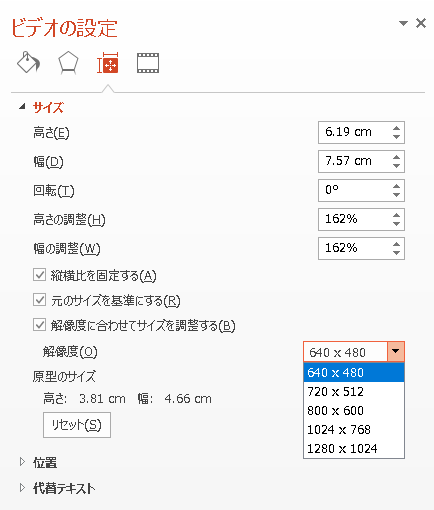 ビデオの設定
サイズ
高さ(E) 6.19 cm
幅(D) 7.57 cm
回転(T) 0°
高さの調整(H) 162%
幅の調整(W) 162%
縦横比を固定する(A)
元のサイズを基準にする(R)
解像度に合わせてサイズを調整する(B)
解像度(O) 640 x 480
640 x 480
720 x 512
800 x 600
1024 x 768
1280 x 1024
原型のサイズ
高さ: 3.81 cm 幅: 4.66 cm
リセット(S)
位置
代替テキスト